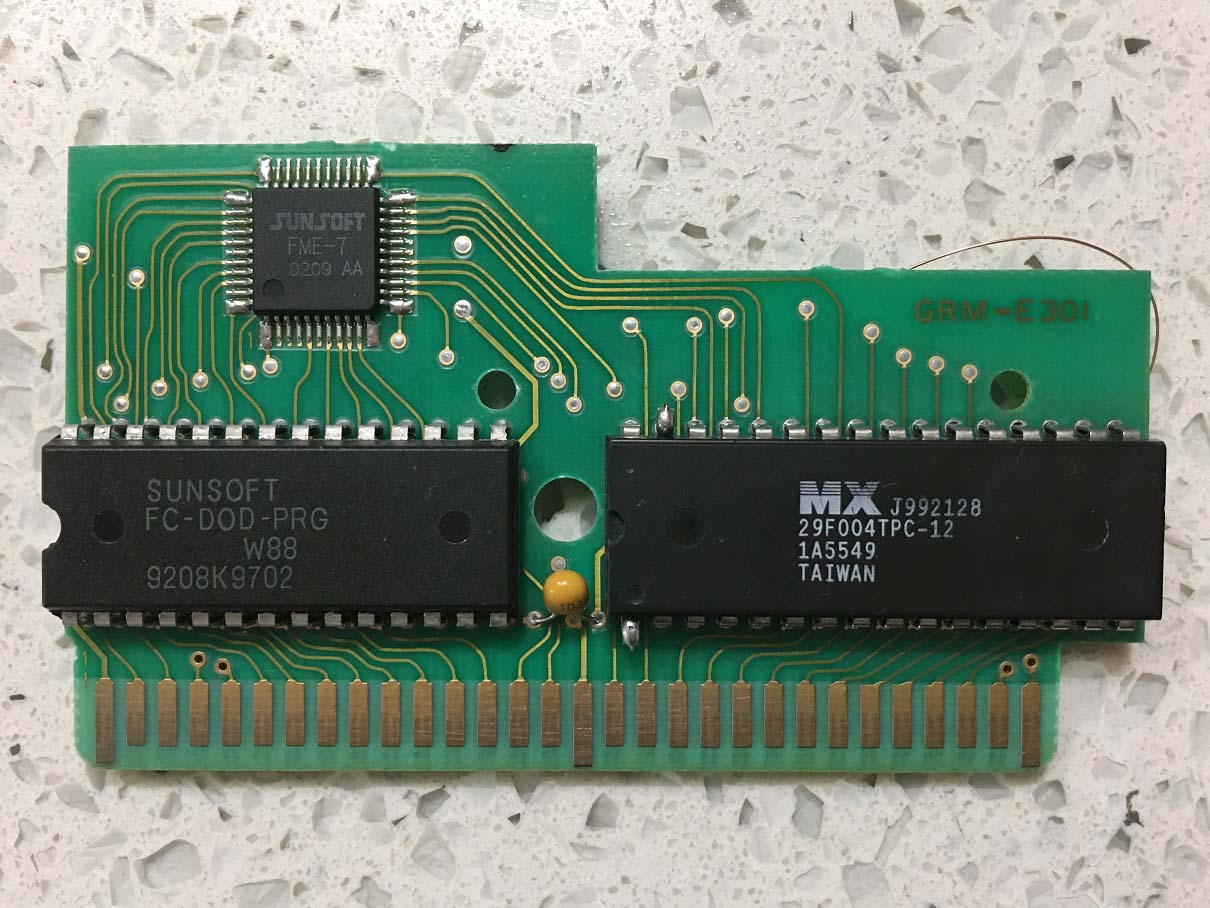 SUNSOFT
FME-7
9209 AA
GRM-E301
SUNSOFT
FC-DOD-PRG
W88
9208K9702
MX J992128
29F004TPC-12
1A5549
TAIWAN
103